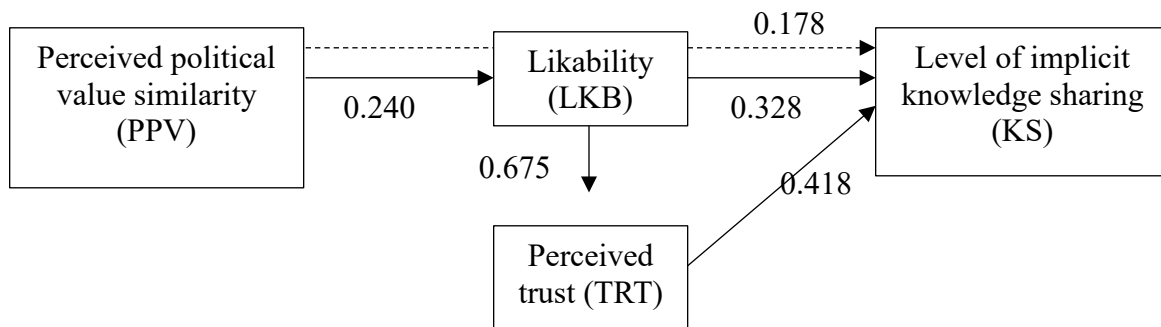 Perceived political
value similarity
(PPV)
0.240
Likability
(LKB)
0.178
0.328
Level of implicit
knowledge sharing
(KS)
0.675
0.418
Perceived
trust (TRT)